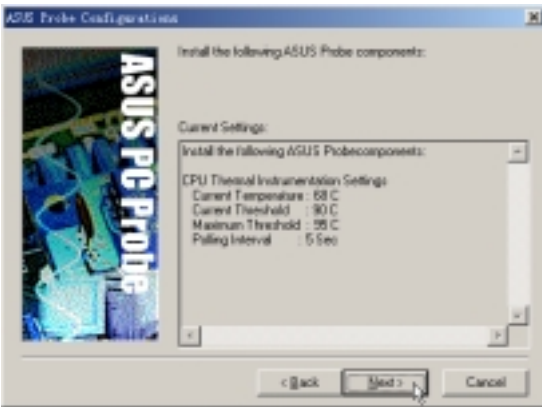 ASUS Probe Configurations
ASUS PC Probe
Install the following ASUS Probe components:
Current Settings:
Install the following ASUS Probecomponents:
CPU Thermal Instrumentation Settings
Current Temperature : 68 C
Current Threshold : 90 C
Maximum Threshold : 95 C
Polling Interval : 5 Sec
< Back
Next >
Cancel